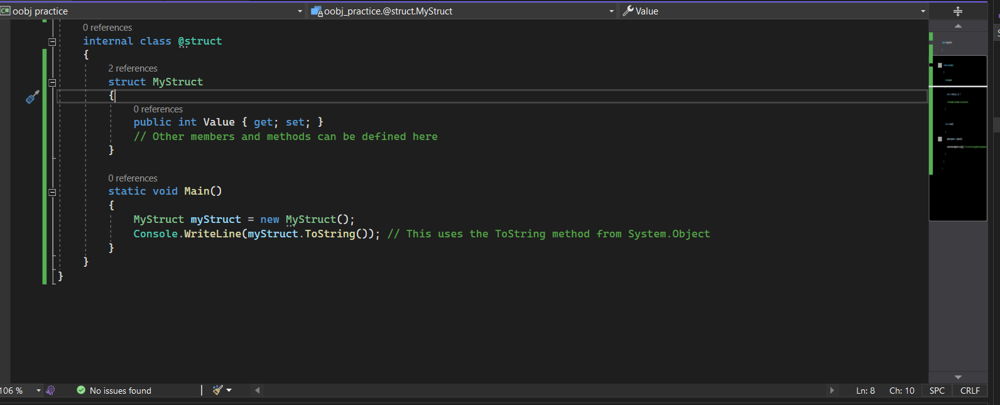 C# oobj practice
oobj_practice.@struct.MyStruct
Value
0 references
internal class @struct
{
2 references
struct MyStruct
{
0 references
public int Value { get; set; }
// Other members and methods can be defined here
}
0 references
static void Main()
{
MyStruct myStruct = new MyStruct();
Console.WriteLine(myStruct.ToString()); // This uses the ToString method from System.Object
}
}
}
106 %
No issues found
Ln: 8
Ch: 10
SPC
CRLF